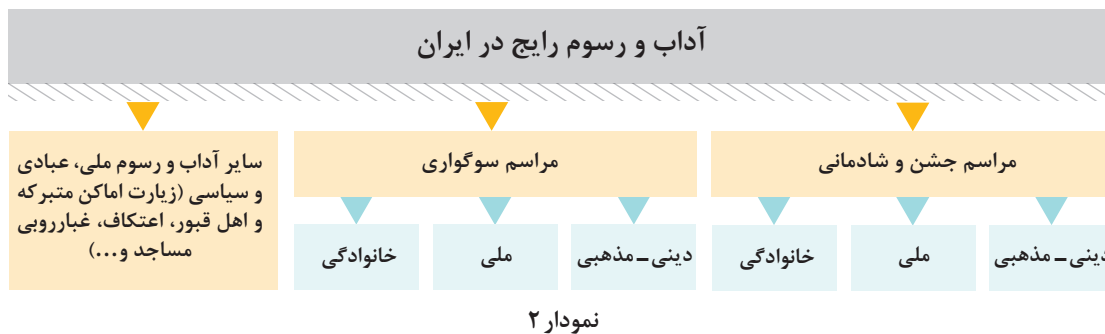 آداب و رسوم رایج در ایران
مراسم جشن و شادمانی
دینی ـ مذهبی
ملی
خانوادگی
مراسم سوگواری
دینی ـ مذهبی
ملی
خانوادگی
سایر آداب و رسوم ملی، عبادی
و سیاسی (زیارت اماکن متبرکه
و اهل قبور، اعتکاف، غبارروبی
مساجد و...)
نمودار ۲